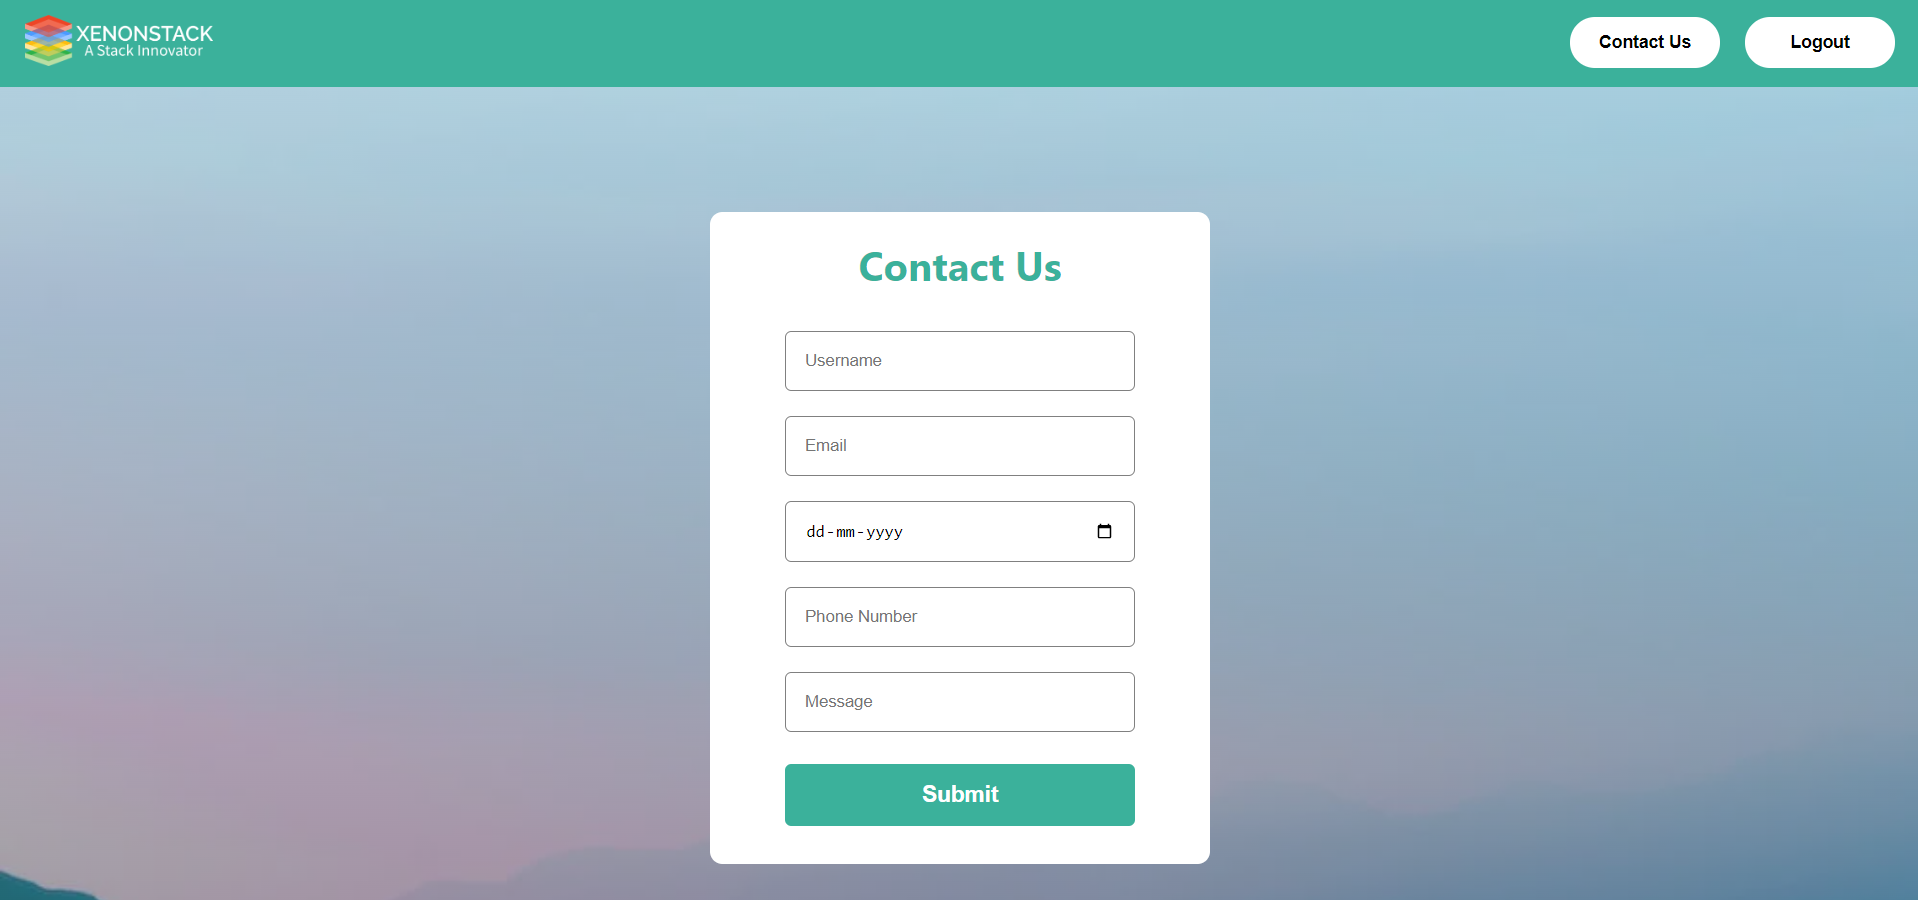 XENONSTACK
A Stack Innovator
Contact Us
Logout
Contact Us
Username
Email
dd-mm-yyyy
Phone Number
Message
Submit